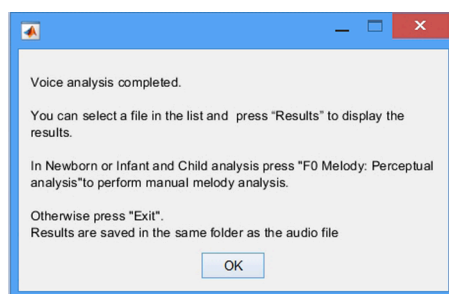 Voice analysis completed.
You can select a file in the list and press “Results” to display the
results.
In Newborn or Infant and Child analysis press "F0 Melody: Perceptual
analysis"to perform manual melody analysis.
Otherwise press "Exit".
Results are saved in the same folder as the audio file
OK